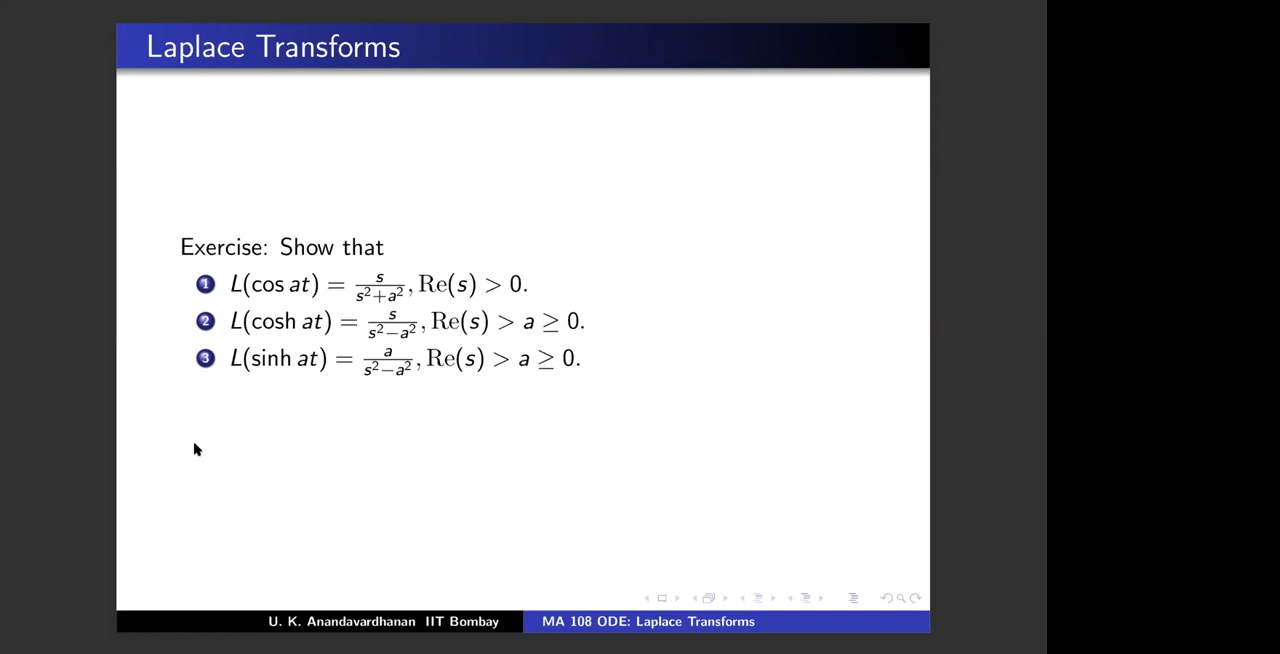 Laplace Transforms
Exercise: Show that
1 L(cos at) = s/(s²+a²), Re(s) > 0.
2 L(cosh at) = s/(s²−a²), Re(s) > a ≥ 0.
3 L(sinh at) = a/(s²−a²), Re(s) > a ≥ 0.
U. K. Anandavardhanan IIT Bombay MA 108 ODE: Laplace Transforms